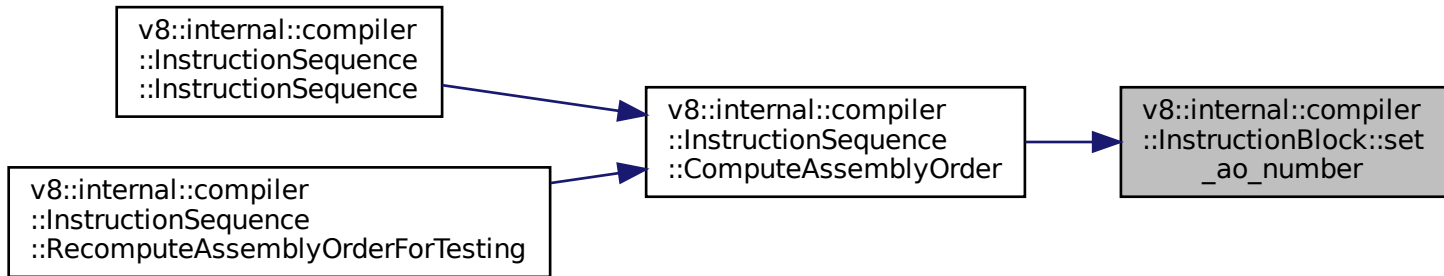 v8::internal::compiler
::InstructionSequence
::InstructionSequence
v8::internal::compiler
::InstructionSequence
::RecomputeAssemblyOrderForTesting
v8::internal::compiler
::InstructionSequence
::ComputeAssemblyOrder
v8::internal::compiler
::InstructionBlock::set
_ao_number